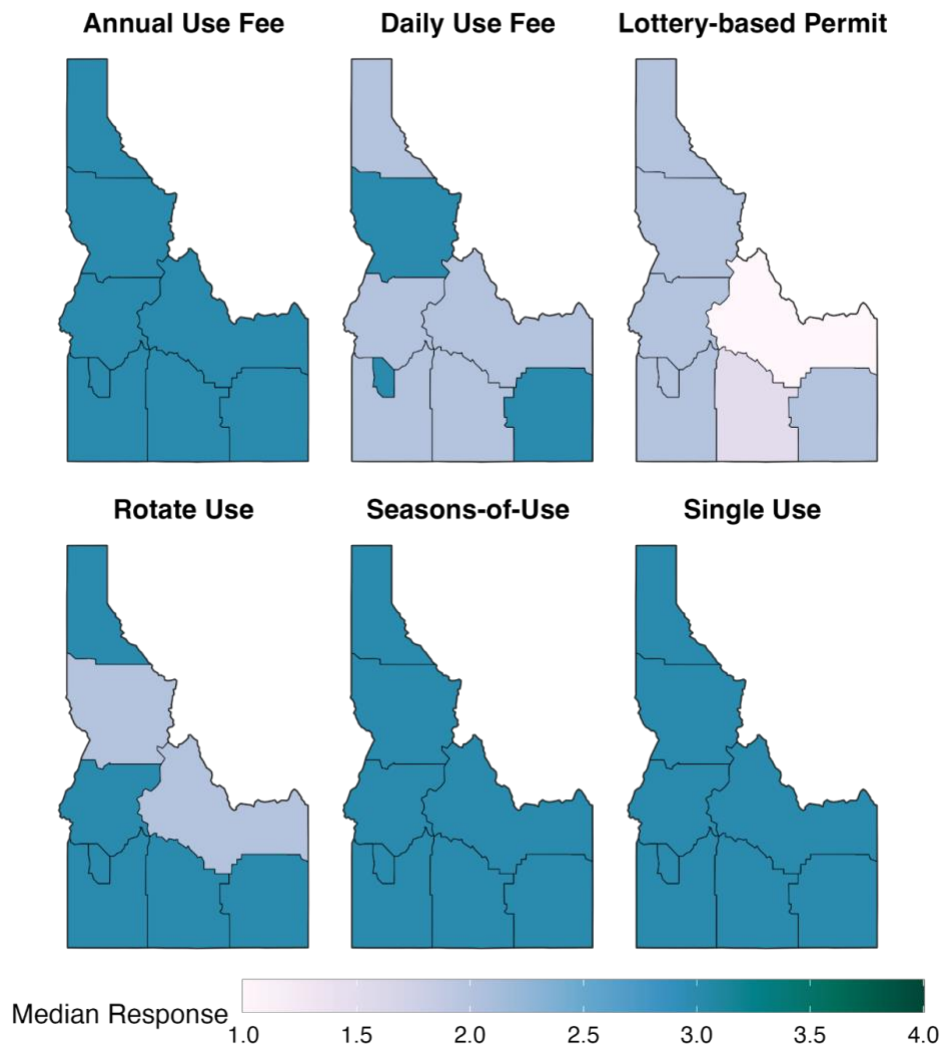 Annual Use Fee
Daily Use Fee
Lottery-based Permit
Rotate Use
Seasons-of-Use
Single Use
Median Response
1.0 1.5 2.0 2.5 3.0 3.5 4.0